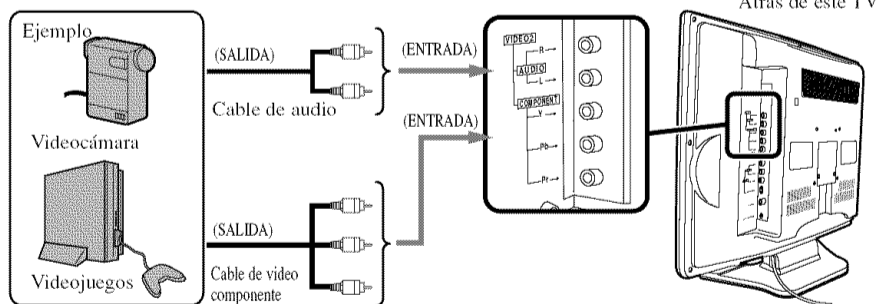 Atrás de este TV
Ejemplo
(SALIDA)
Cable de audio
(ENTRADA)
Videocámara
(ENTRADA)
VIDEO2
R
AUDIO
L
COMPONENT
Y
Pb
Pr
Videojuegos
(SALIDA)
Cable de video
componente